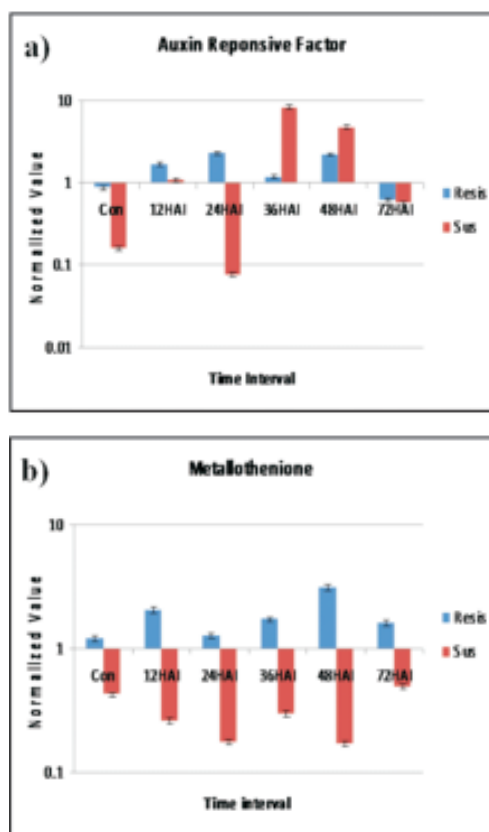 a)
Auxin Reponsive Factor
10
1
0.1
0.01
Normalized Value
Con 12HAI 24HAI 36HAI 48HAI 72HAI
Resis
Sus
Time Interval
b)
Metallothenione
10
1
0.1
Normalized Value
Con 12HAI 24HAI 36HAI 48HAI 72HAI
Resis
Sus
Time interval